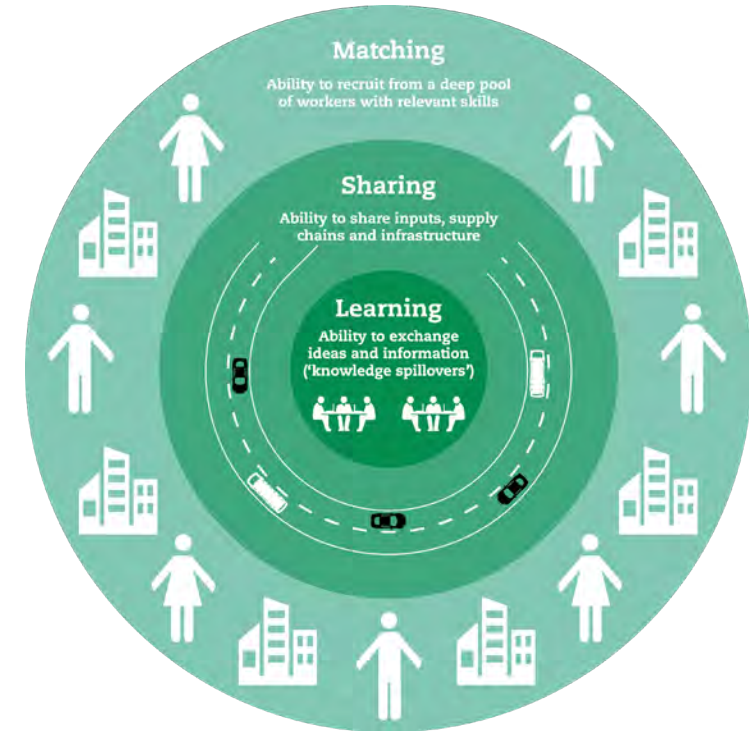 Matching
Ability to recruit from a deep pool
of workers with relevant skills
Sharing
Ability to share inputs, supply
chains and infrastructure
Learning
Ability to exchange
ideas and information
(‘knowledge spillovers’)